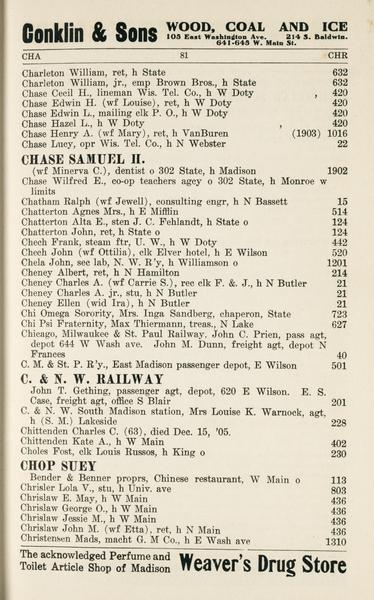 Conklin & Sons WOOD, COAL AND ICE
105 East Washington Ave. 214 S. Baldwin.
641-645 W. Main St.
CHA 81 CHR
Charleton William, ret, h State 632
Charleton William, jr., emp Brown Bros., h State 632
Chase Cecil H., lineman Wis. Tel. Co., h W Doty 420
Chase Edwin H. (wf Louise), ret, h W Doty 420
Chase Edwin L., mailing clk P. O., h W Doty 420
Chase Hazel L., h W Doty 420
Chase Henry A. (wf Mary), ret, h VanBuren (1903) 1016
Chase Lucy, opr Wis. Tel. Co., h N Webster 22
CHASE SAMUEL H.
(wf Minerva C.), dentist o 302 State, h Madison 1902
Chase Wilfred E., co-op teachers agcy o 302 State, h Monroe w
limits
Chatham Ralph (wf Jewell), consulting engr, h N Bassett 15
Chatterton Agnes Mrs., h E Mifflin 514
Chatterton Alta E., sten J. C. Fehlandt, h State o 124
Chatterton John, ret, h State o 124
Chech Frank, steam ftr, U. W., h W Doty 442
Chech John (wf Ottilia), clk Elver hotel, h E Wilson 520
Chela John, sec lab, N. W. R'y, h Williamson o 1201
Cheney Albert, ret, h N Hamilton 214
Cheney Charles A. (wf Carrie S.), rec clk F. & J., h N Butler 21
Cheney Charles A. jr., stu, h N Butler 21
Cheney Ellen (wid Ira), h N Butler 21
Chi Omega Sorority, Mrs. Inga Sandberg, chaperon, State 723
Chi Psi Fraternity, Max Thiermann, treas., N Lake 627
Chicago, Milwaukee & St. Paul Railway, John C. Prien, pass agt,
depot 644 W Wash ave. John M. Dunn, freight agt, depot N
Frances 40
C. M. & St. P. R'y., East Madison passenger depot, E Wilson 501
C. & N. W. RAILWAY
John T. Gething, passenger agt, depot, 620 E Wilson. E. S.
Case, freight agt, office S Blair 201
C. & N. W. South Madison station, Mrs Louise K. Warnock, agt,
h (S. M.) Lakeside 228
Chittenden Charles C. (63), died Dec. 15, '05.
Chittenden Kate A., h W Main 402
Choles Fost, clk Louis Russos, h King o 230
CHOP SUEY
Bender & Benner proprs, Chinese restaurant, W Main o 113
Chrisler Lola V., stu, h Univ. ave 803
Chrislaw E. May, h W Main 436
Chrislaw George O., h W Main 436
Chrislaw Jessie M., h W Main 436
Chrislaw John M. (wf Etta), ret, h N Main 436
Christensen Mads, macht G. M Co., h E Wash ave 1310
The acknowledged Perfume and
Toilet Article Shop of Madison Weaver's Drug Store